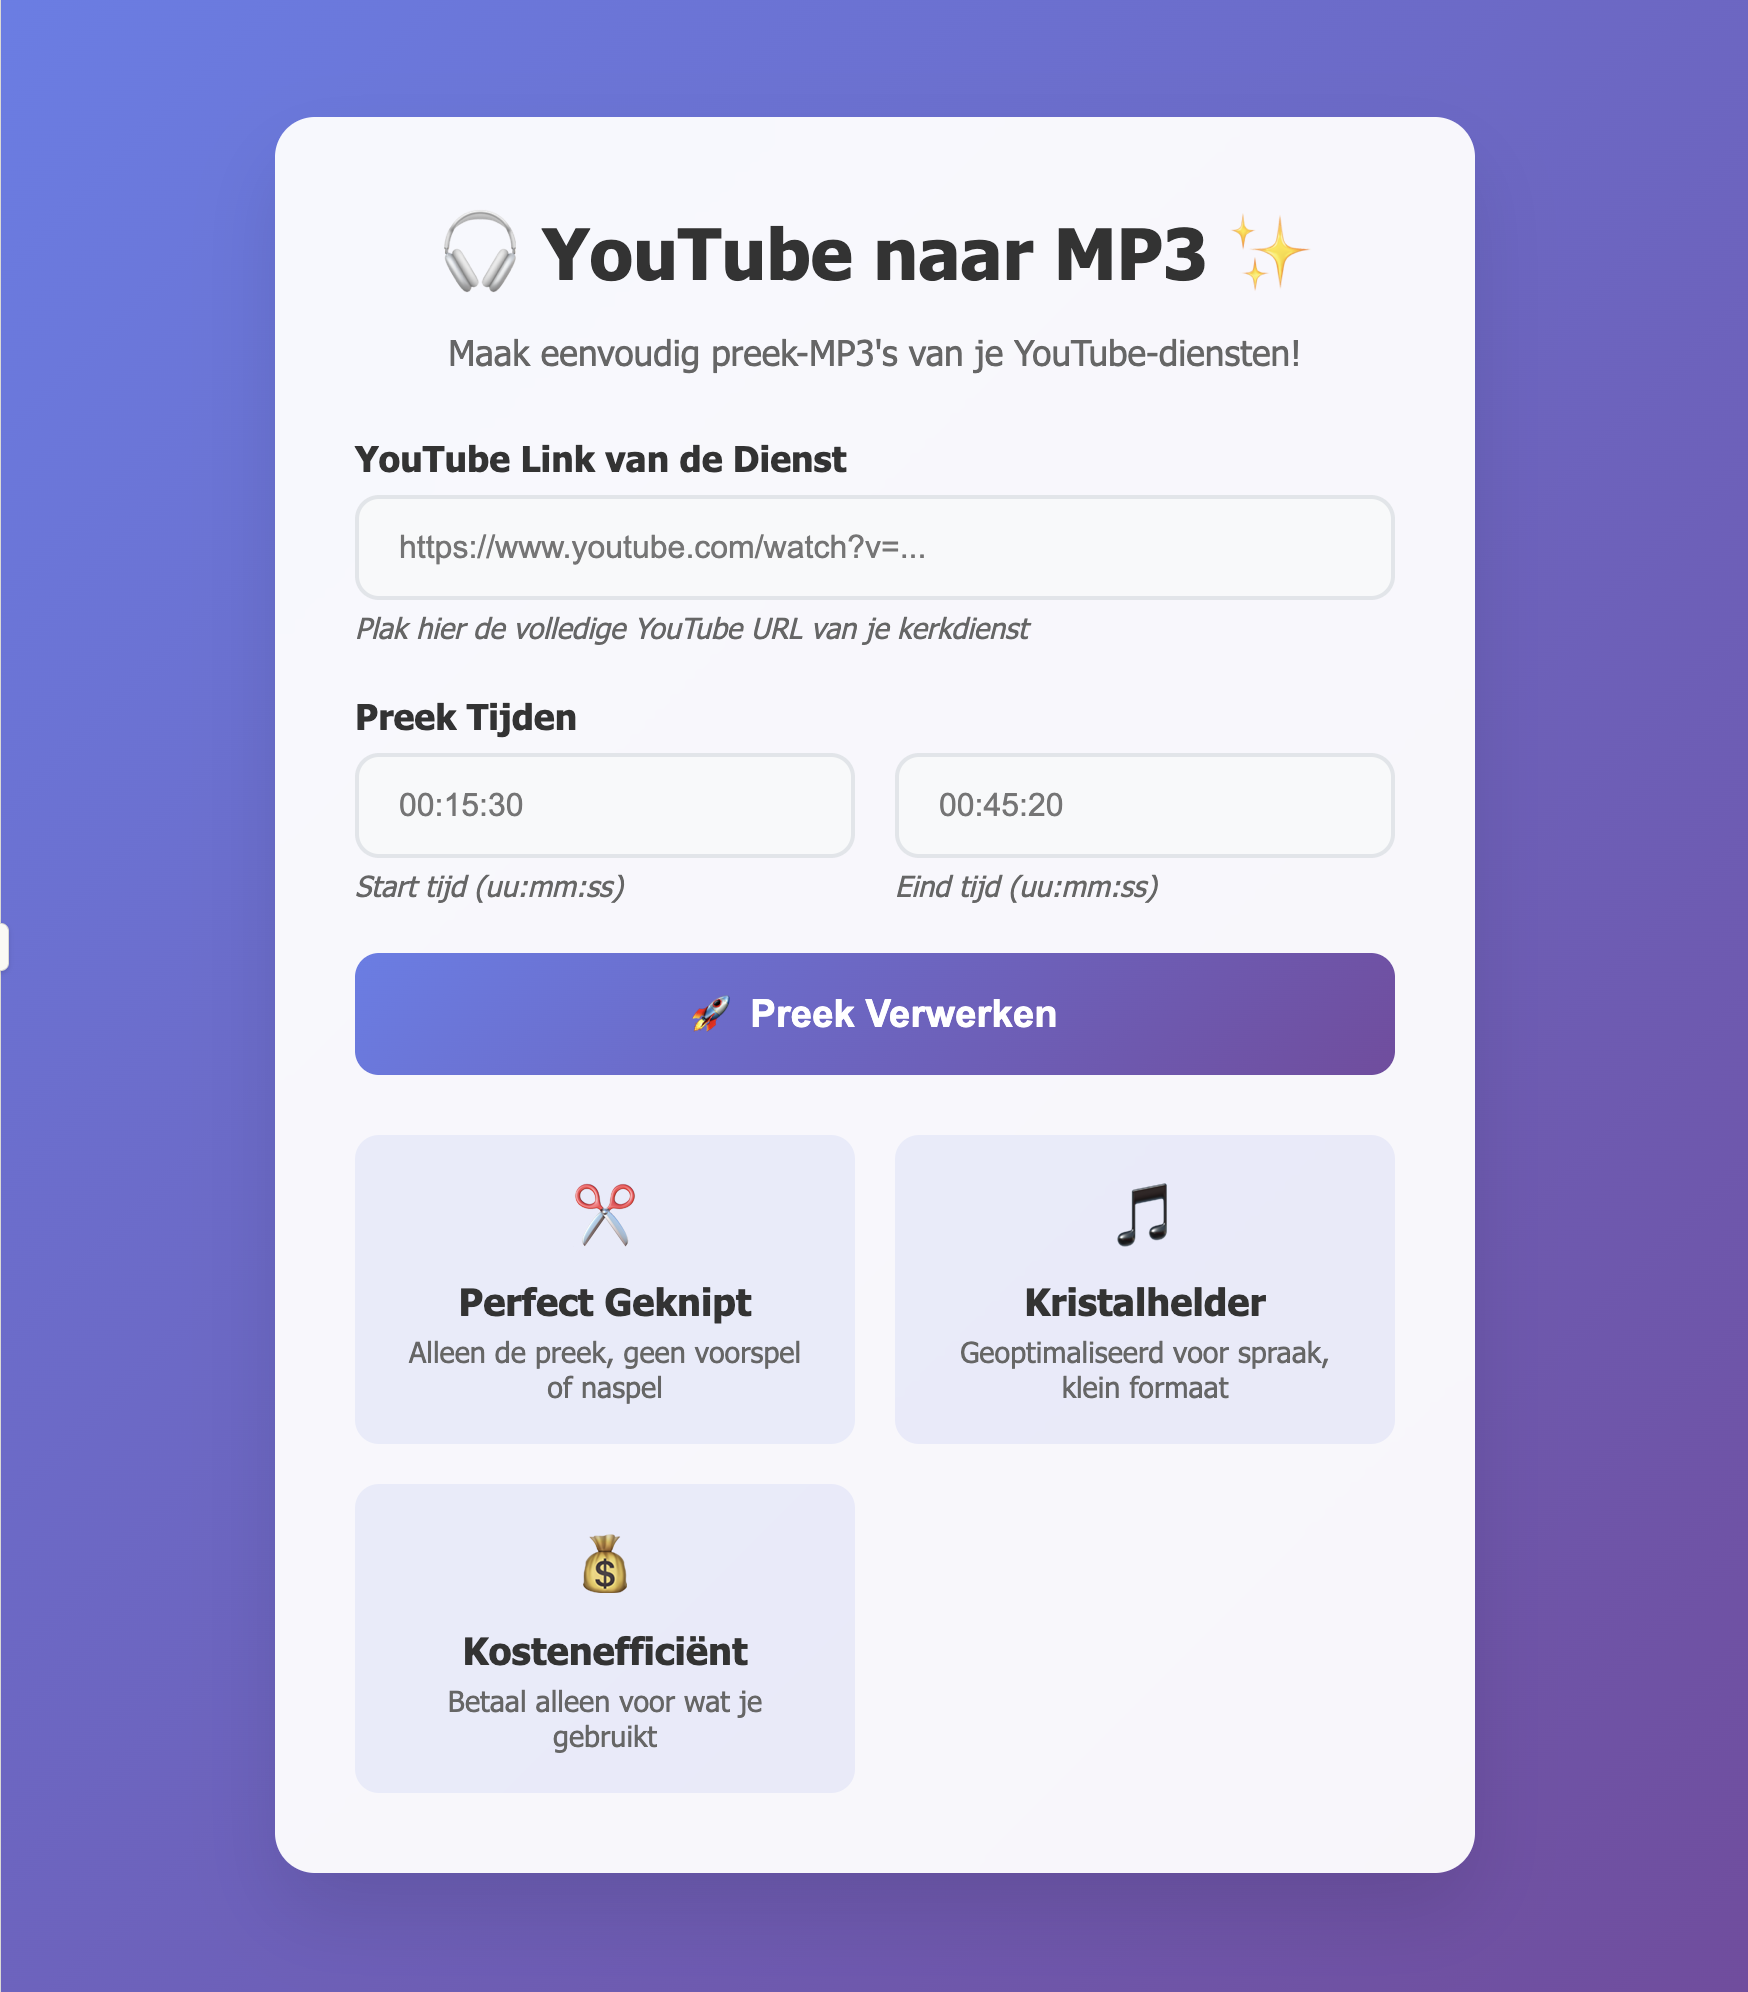 YouTube naar MP3
Maak eenvoudig preek-MP3's van je YouTube-diensten!
YouTube Link van de Dienst
https://www.youtube.com/watch?v=...
Plak hier de volledige YouTube URL van je kerkdienst
Preek Tijden
00:15:30
00:45:20
Start tijd (uu:mm:ss)
Eind tijd (uu:mm:ss)
Preek Verwerken
Perfect Geknipt
Alleen de preek, geen voorspel
of naspel
Kristalhelder
Geoptimaliseerd voor spraak,
klein formaat
Kostenefficiënt
Betaal alleen voor wat je
gebruikt